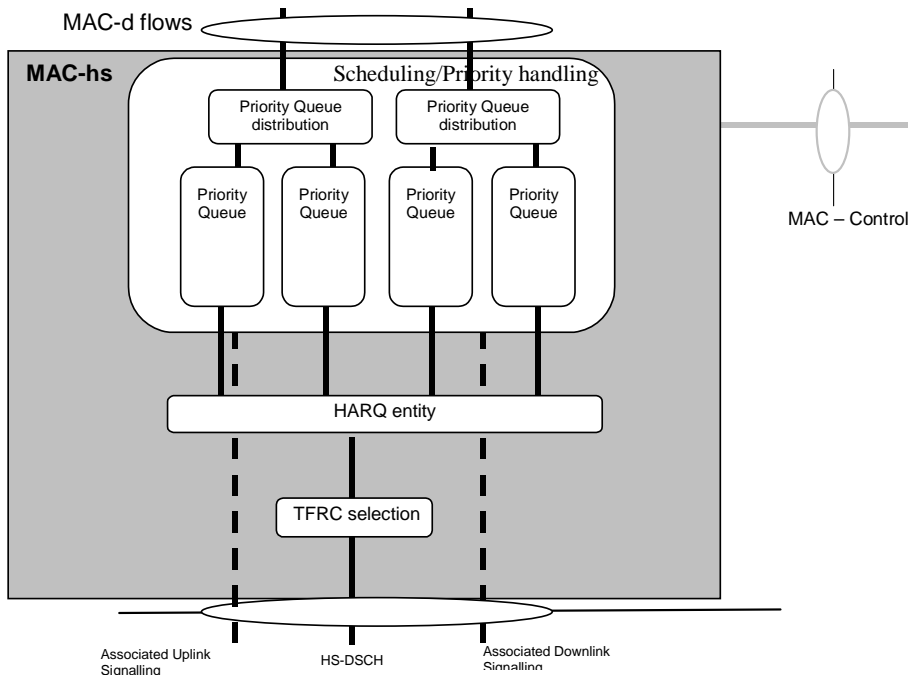 MAC-d flows
MAC-hs
Scheduling/Priority handling
Priority Queue
distribution
Priority Queue
distribution
Priority
Queue
Priority
Queue
Priority
Queue
Priority
Queue
MAC – Control
HARQ entity
TFRC selection
Associated Uplink
Signalling
HS-DSCH
Associated Downlink
Signalling